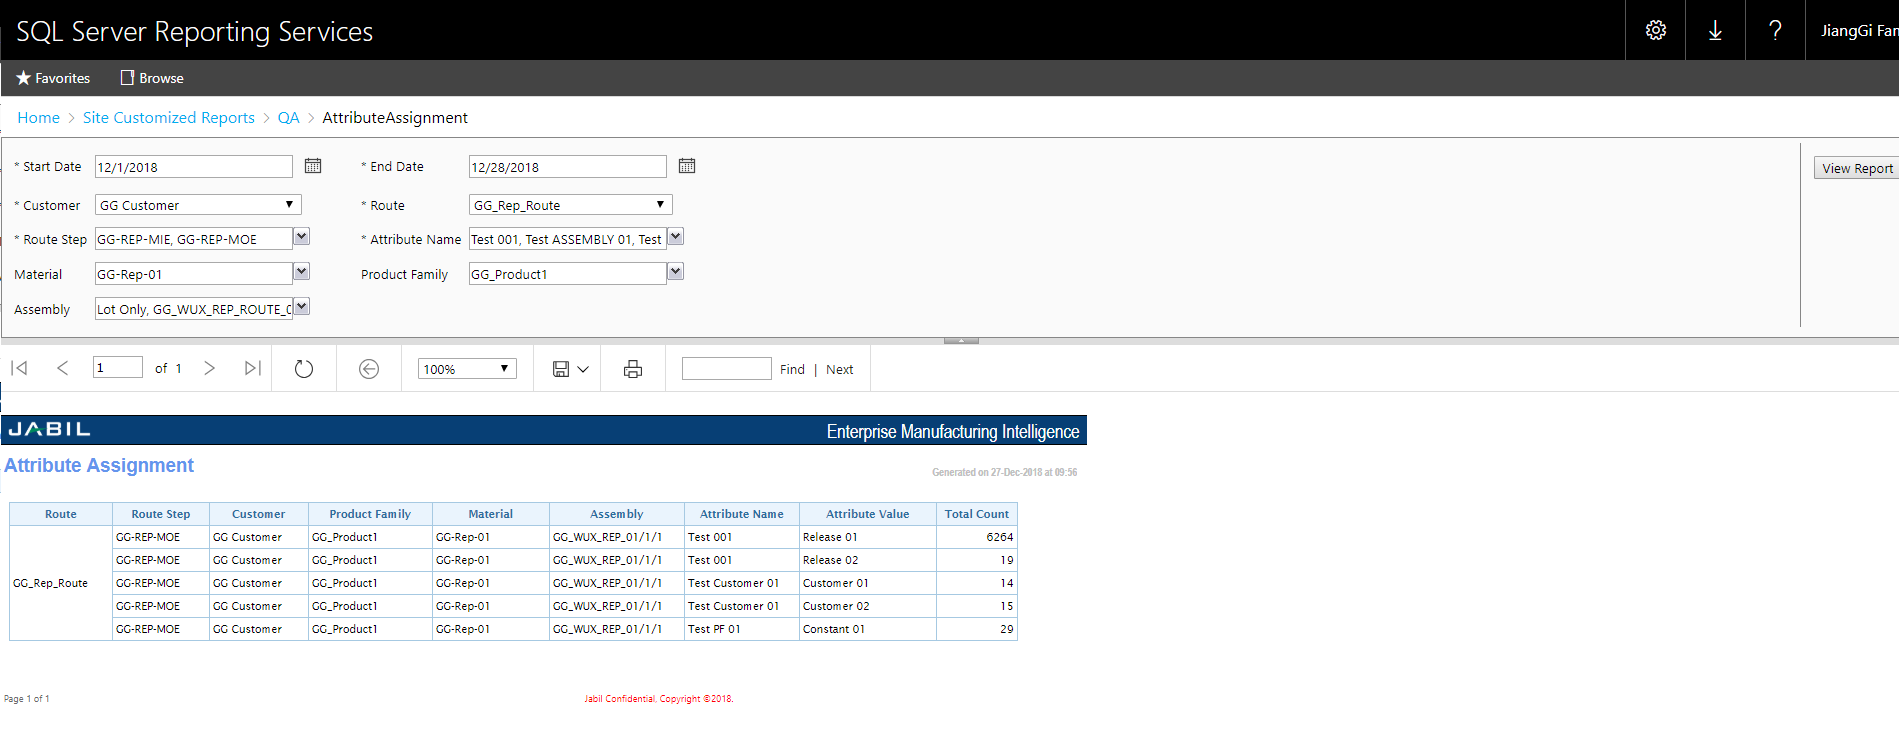 SQL Server Reporting Services
? JiangGi Fan
Favorites Browse
Home > Site Customized Reports > QA > AttributeAssignment
* Start Date 12/1/2018 * End Date 12/28/2018
View Report
* Customer GG Customer * Route GG_Rep_Route
* Route Step GG-REP-MIE, GG-REP-MOE * Attribute Name Test 001, Test ASSEMBLY 01, Test
Material GG-Rep-01 Product Family GG_Product1
Assembly Lot Only, GG_WUX_REP_ROUTE_0
1 of 1 100% Find | Next
JABIL Enterprise Manufacturing Intelligence
Attribute Assignment
Generated on 27-Dec-2018 at 09:56
Route Route Step Customer Product Family Material Assembly Attribute Name Attribute Value Total Count
GG-REP-MOE GG Customer GG_Product1 GG-Rep-01 GG_WUX_REP_01/1/1 Test 001 Release 01 6264
GG-REP-MOE GG Customer GG_Product1 GG-Rep-01 GG_WUX_REP_01/1/1 Test 001 Release 02 19
GG_Rep_Route GG-REP-MOE GG Customer GG_Product1 GG-Rep-01 GG_WUX_REP_01/1/1 Test Customer 01 Customer 01 14
GG-REP-MOE GG Customer GG_Product1 GG-Rep-01 GG_WUX_REP_01/1/1 Test Customer 01 Customer 02 15
GG-REP-MOE GG Customer GG_Product1 GG-Rep-01 GG_WUX_REP_01/1/1 Test PF 01 Constant 01 29
Page 1 of 1 Jabil Confidential, Copyright ©2018.